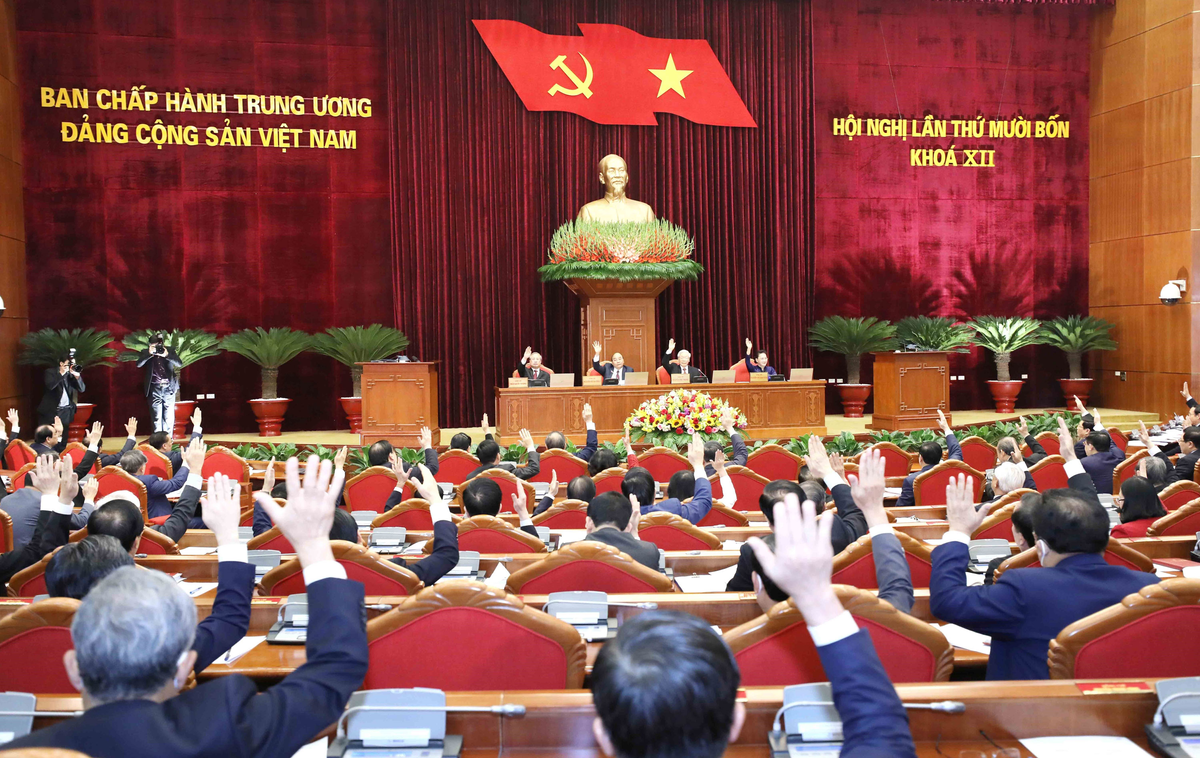 BAN CHẤP HÀNH TRUNG ƯƠNG
ĐẢNG CỘNG SẢN VIỆT NAM
HỘI NGHỊ LẦN THỨ MƯỜI BỐN
KHOÁ XII